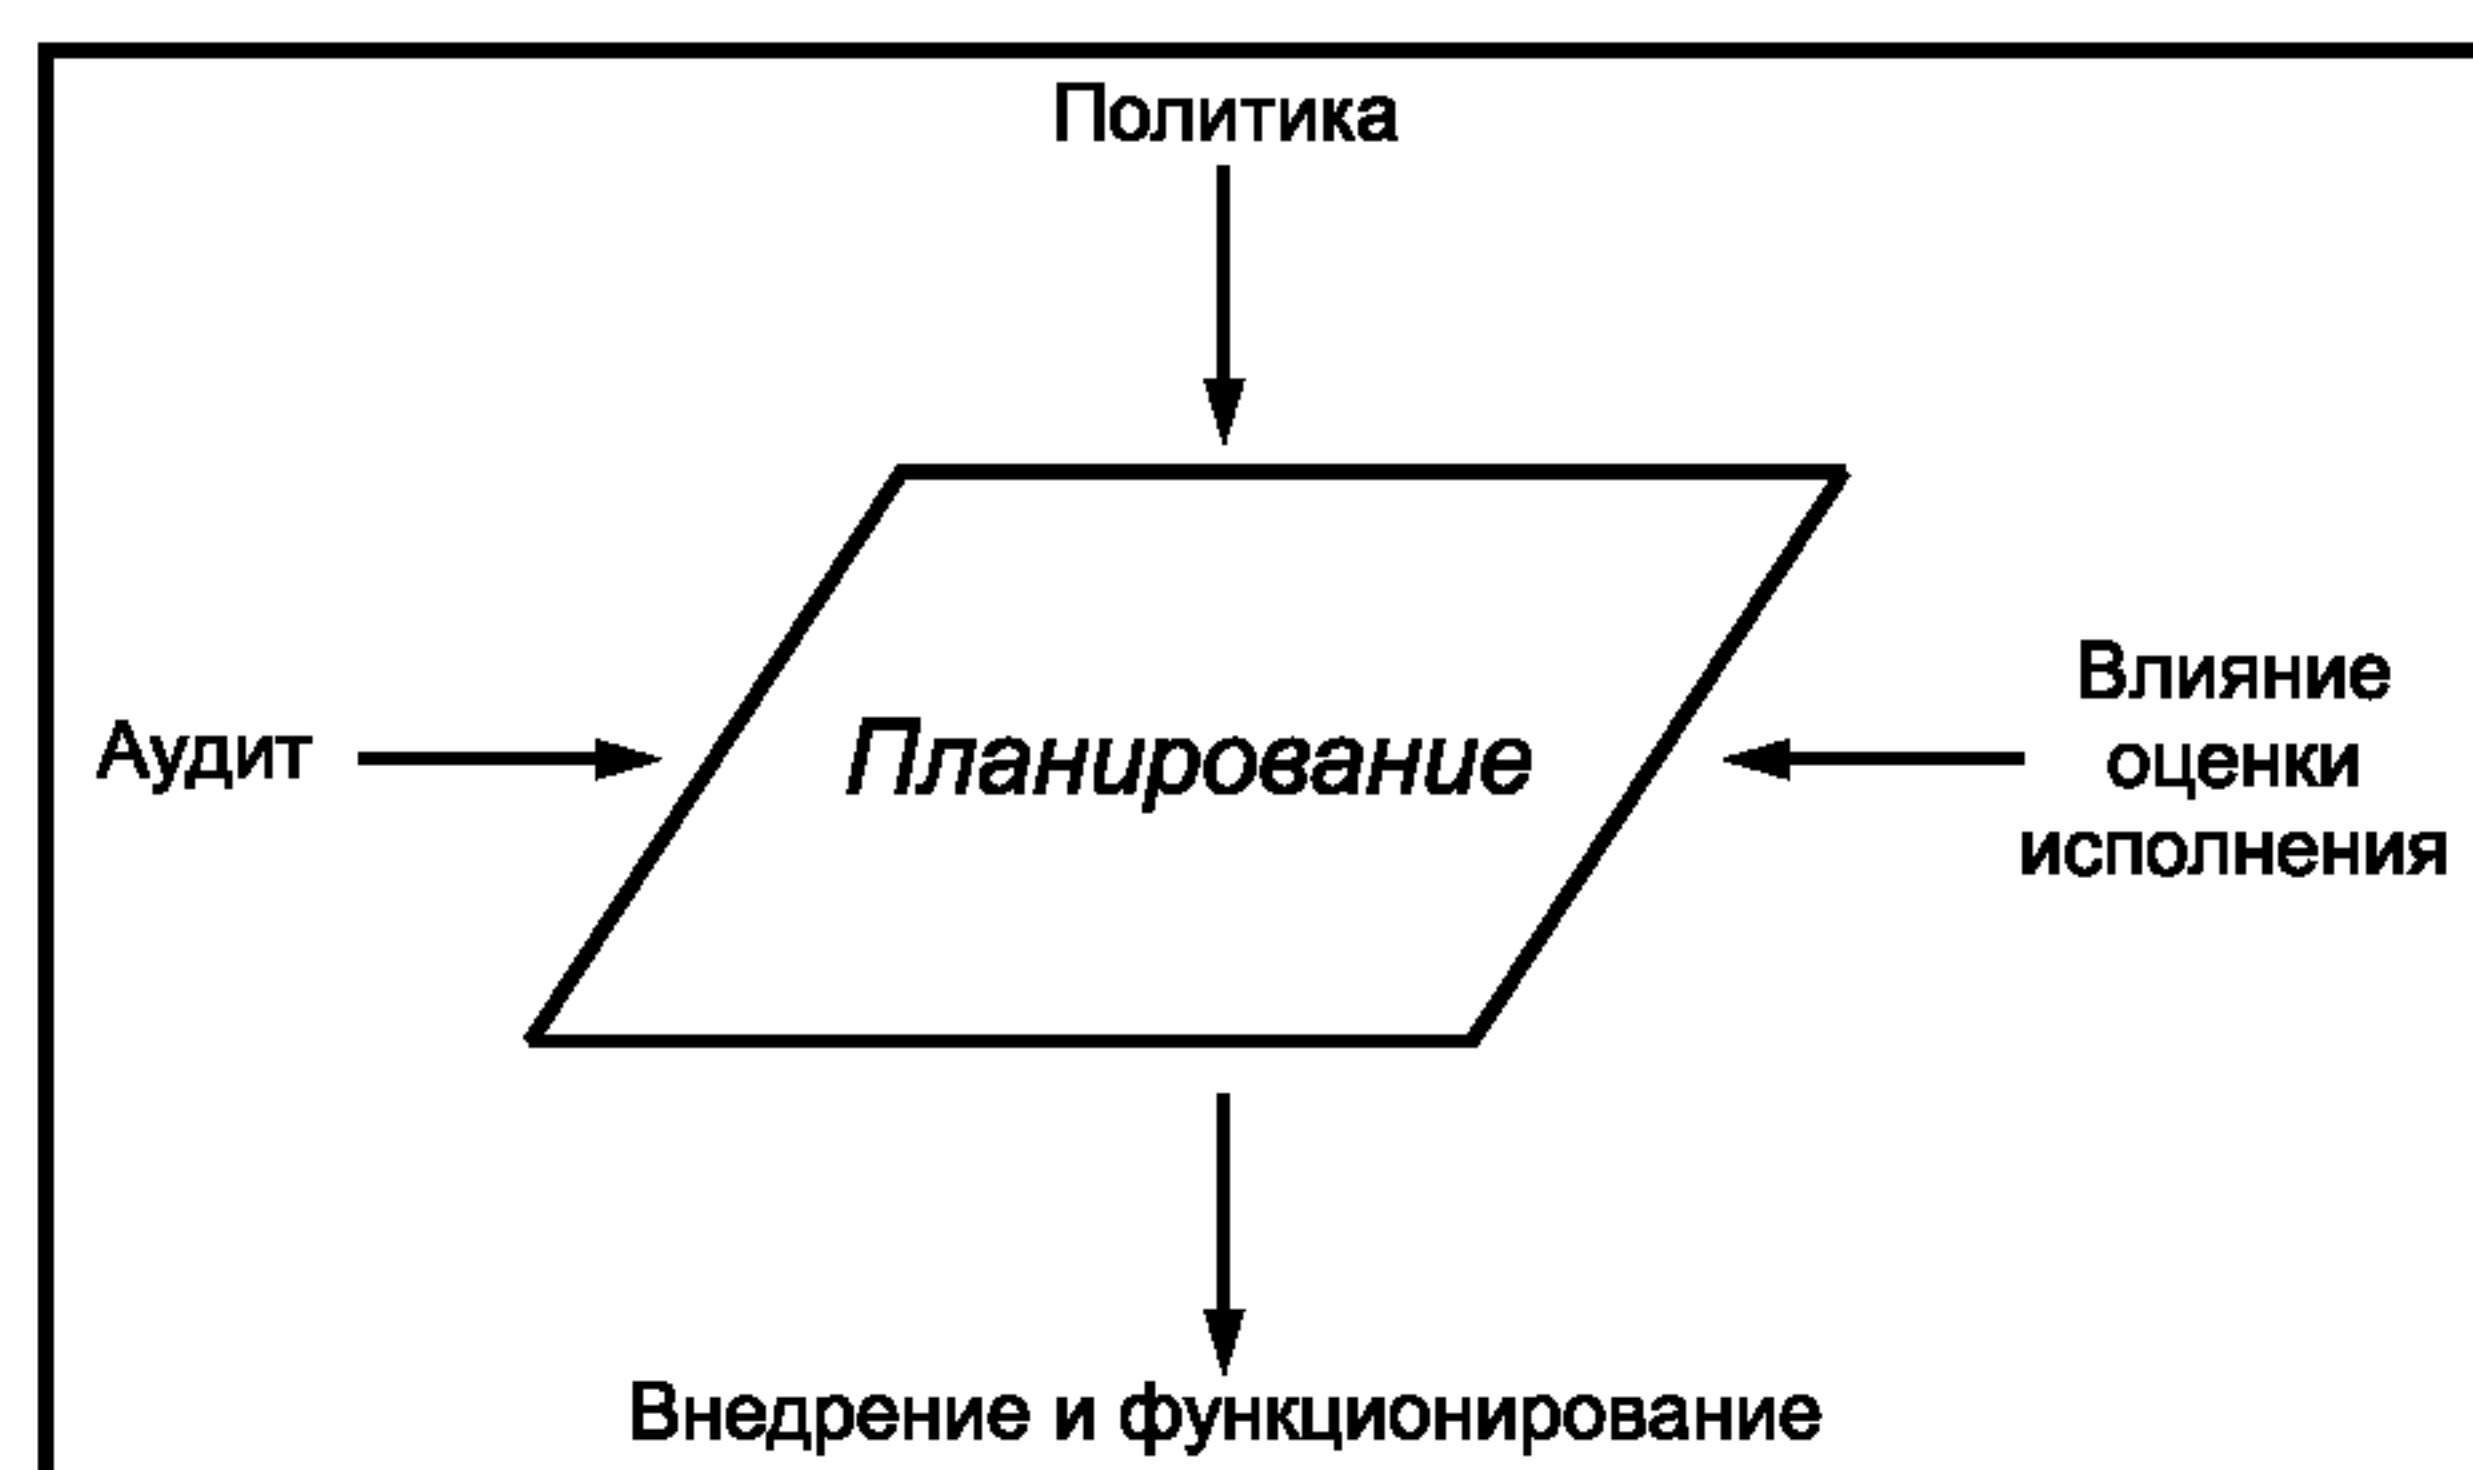 Политика
Аудит
Планирование
Влияние
оценки
исполнения
Внедрение и функционирование